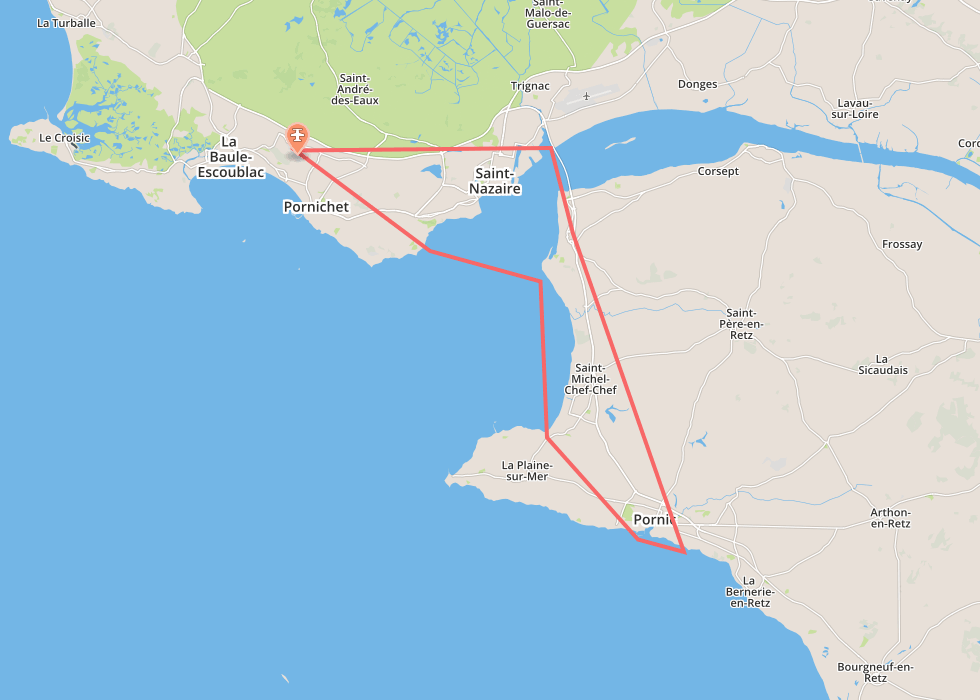 La Turballe
Saint-
Malo-de-
Guersac
Saint-
André-
des-Eaux
Trignac
Donges
Lavau-
sur-Loire
Le Croisic
La
Baule-
Escoublac
Saint-
Nazaire
Corsept
Pornichet
Frossay
Saint-
Père-en-
Retz
La
Sicaudais
Saint-
Michel-
Chef-Chef
La Plaine-
sur-Mer
Pornic
Arthon-
en-Retz
La
Bernerie-
en-Retz
Bourgneuf-en-
Retz